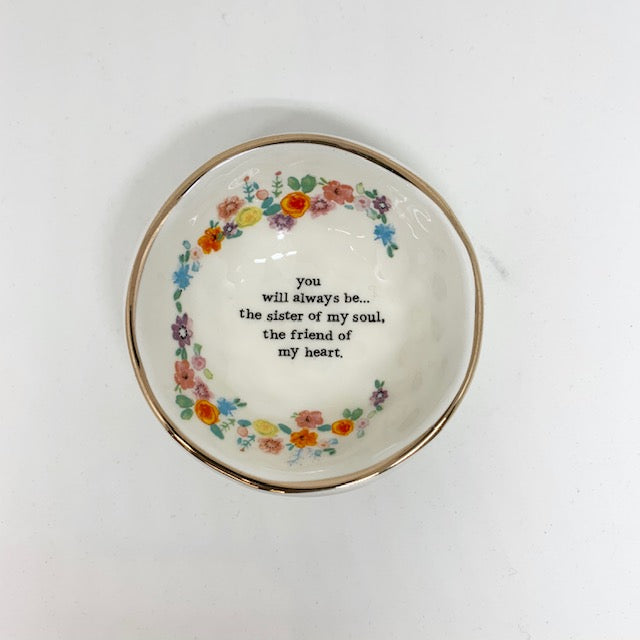 you
will always be...
the sister of my soul,
the friend of
my heart.